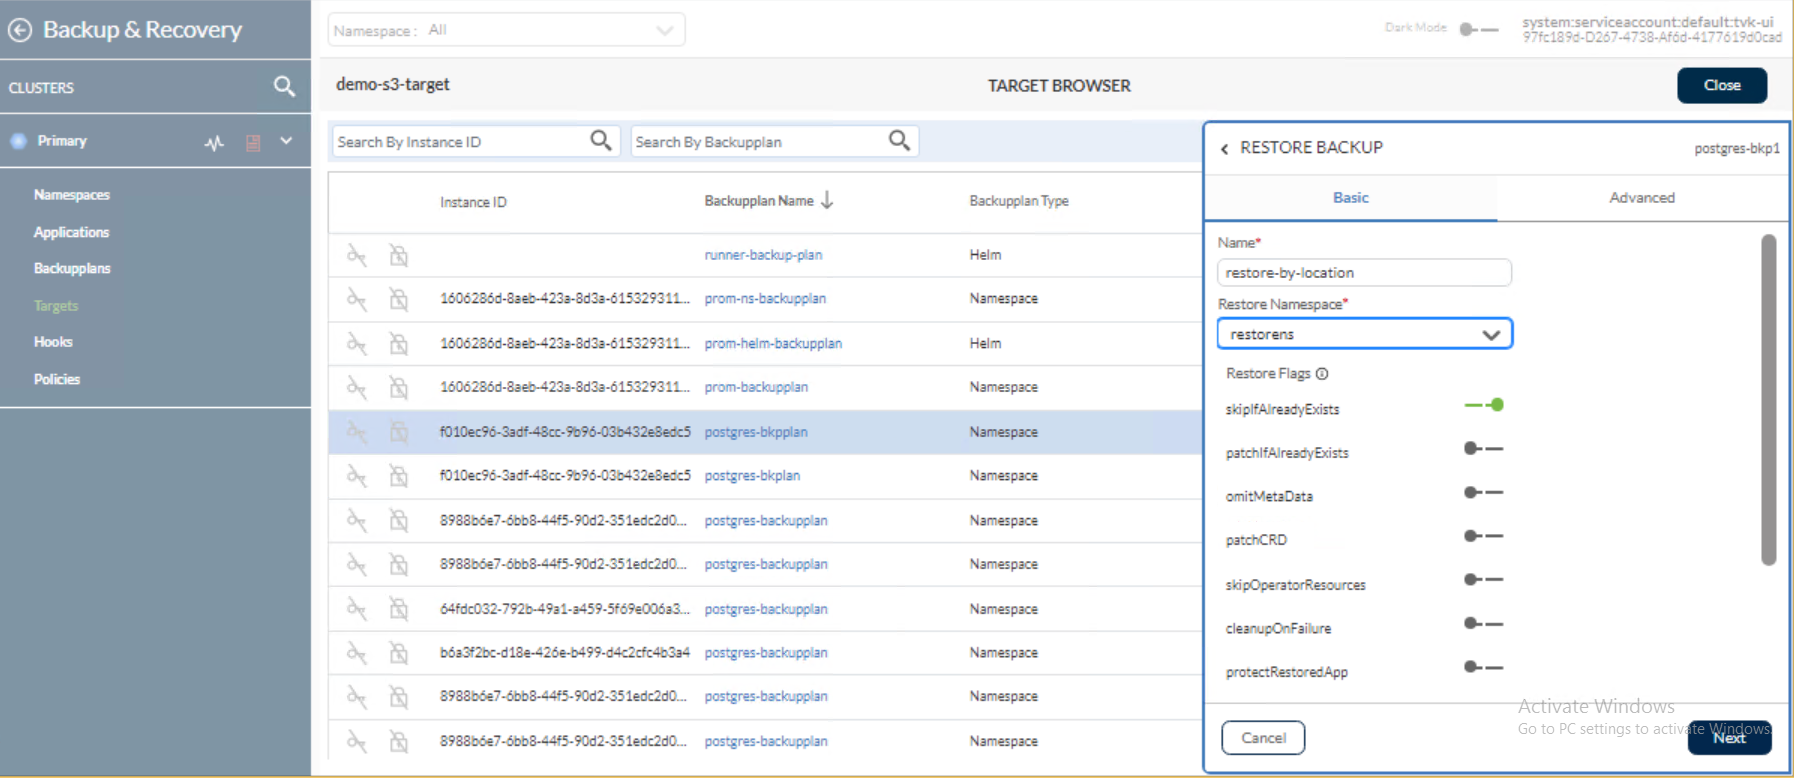 Backup & Recovery
Namespace : All
Dark Mode
system:serviceaccount:default:tvk-ui
97fc189d-D267-4738-Af6d-4177619d0cad
CLUSTERS
demo-s3-target
TARGET BROWSER
Close
Primary
Namespaces
Applications
Backupplans
Targets
Hooks
Policies
Search By Instance ID
Search By Backupplan
Instance ID Backupplan Name Backupplan Type
runner-backup-plan Helm
1606286d-8aeb-423a-8d3a-615329311... prom-ns-backupplan Namespace
1606286d-8aeb-423a-8d3a-615329311... prom-helm-backupplan Helm
1606286d-8aeb-423a-8d3a-615329311... prom-backupplan Namespace
f010ec96-3adf-48cc-9b96-03b432e8edc5 postgres-bkpplan Namespace
f010ec96-3adf-48cc-9b96-03b432e8edc5 postgres-bkplan Namespace
8988b6e7-6bb8-44f5-90d2-351edc2d0... postgres-backupplan Namespace
8988b6e7-6bb8-44f5-90d2-351edc2d0... postgres-backupplan Namespace
64fdc032-792b-49a1-a459-5f69e006a3... postgres-backupplan Namespace
b6a3f2bc-d18e-426e-b499-d4c2cfc4b3a4 postgres-backupplan Namespace
8988b6e7-6bb8-44f5-90d2-351edc2d0... postgres-backupplan Namespace
8988b6e7-6bb8-44f5-90d2-351edc2d0... postgres-backupplan Namespace
RESTORE BACKUP
postgres-bkp1
Basic
Advanced
Name*
restore-by-location
Restore Namespace*
restorens
Restore Flags
skipIfAlreadyExists
patchIfAlreadyExists
omitMetaData
patchCRD
skipOperatorResources
cleanupOnFailure
protectRestoredApp
Activate Windows
Go to PC settings to activate Windows.
Cancel
Next